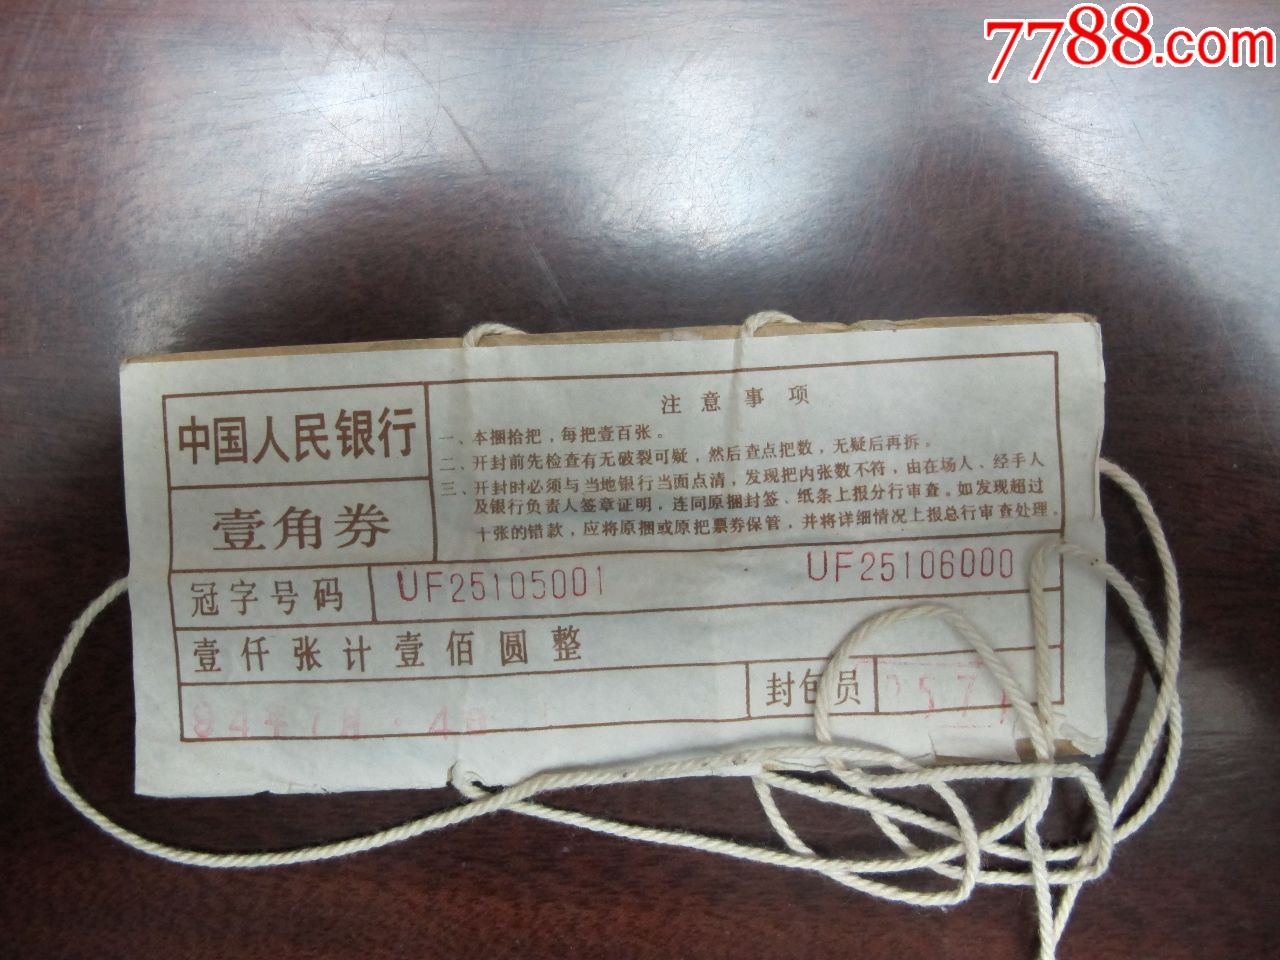 7788.com
中国人民银行
壹角券
注意事项
一、本捆拾把，每把壹百张。
二、开封前先检查有无破裂可疑，然后查点把数，无疑后再拆。
三、开封时必须与当地银行当面点清，发现把内张数不符，由在场人、经手人
及银行负责人签章证明，连同原捆封签、纸条上报分行审查。如发现超过
十张的错款，应将原捆或原把票券保管，并将详细情况上报总行审查处理。
冠字号码 UF25105001 UF25106000
壹仟张计壹佰圆整
封包员